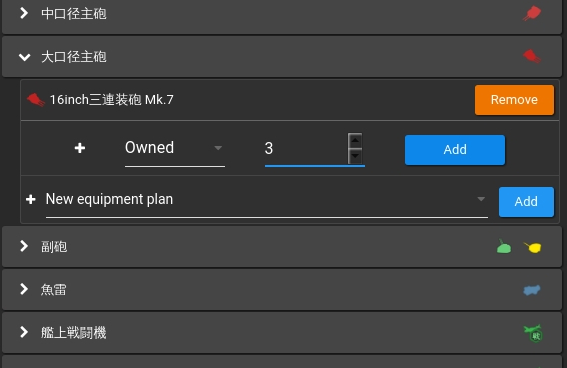 中口径主砲
大口径主砲
16inch三連装砲 Mk.7 Remove
Owned 3 Add
New equipment plan Add
副砲
魚雷
艦上戦闘機
戦